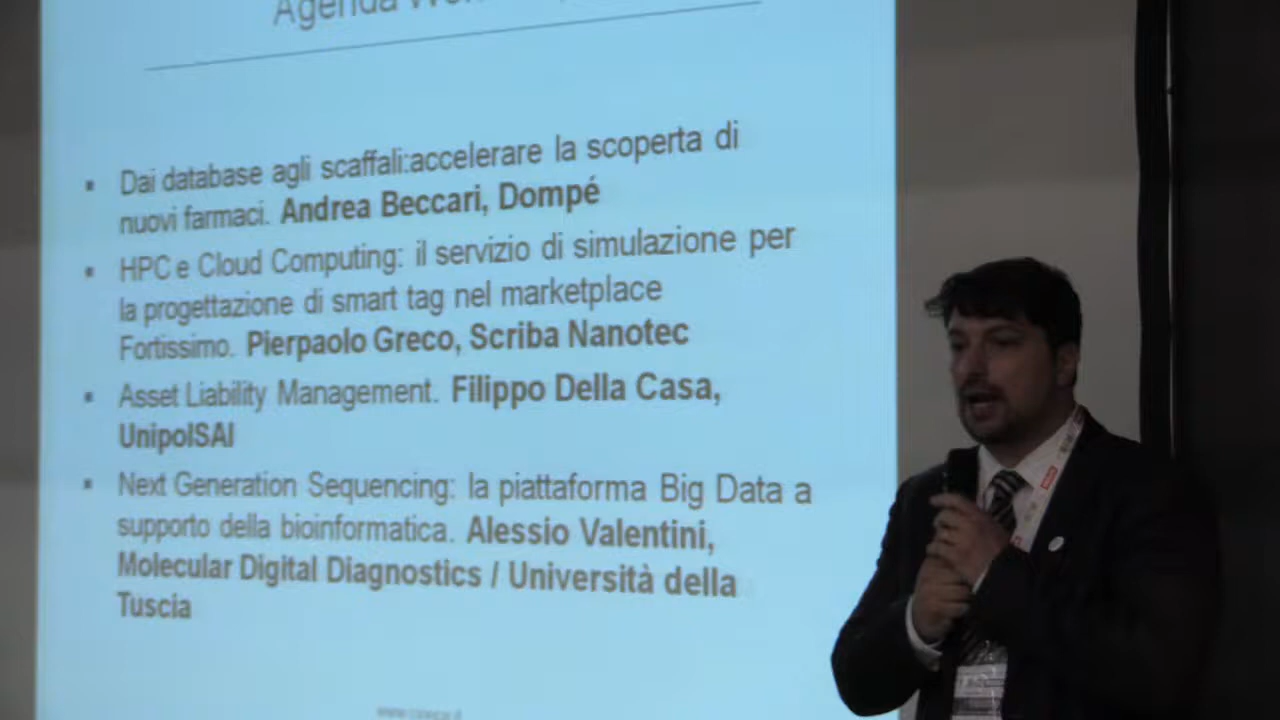 Agenda
Dai database agli scaffali:accelerare la scoperta di
nuovi farmaci. Andrea Beccari, Dompé
HPC e Cloud Computing: il servizio di simulazione per
la progettazione di smart tag nel marketplace
Fortissimo. Pierpaolo Greco, Scriba Nanotec
Asset Liability Management. Filippo Della Casa,
UnipolSAI
Next Generation Sequencing: la piattaforma Big Data a
supporto della bioinformatica. Alessio Valentini,
Molecular Digital Diagnostics / Università della
Tuscia